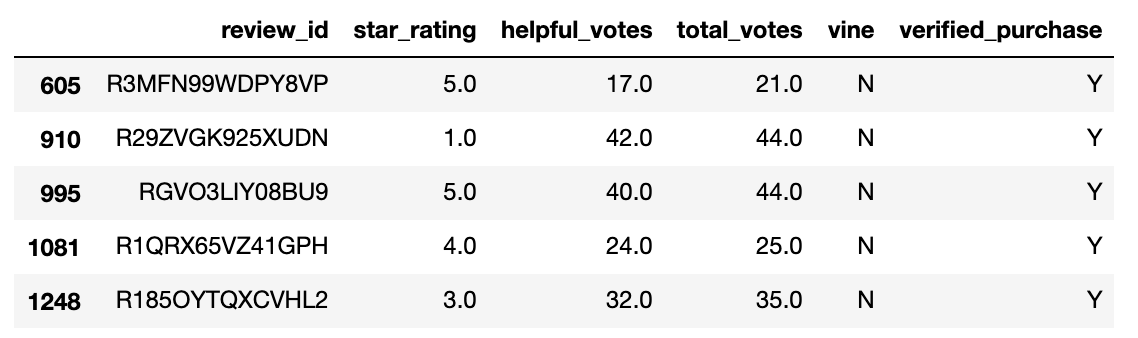 review_id star_rating helpful_votes total_votes vine verified_purchase
605 R3MFN99WDPY8VP 5.0 17.0 21.0 N Y
910 R29ZVGK925XUDN 1.0 42.0 44.0 N Y
995 RGVO3LIY08BU9 5.0 40.0 44.0 N Y
1081 R1QRX65VZ41GPH 4.0 24.0 25.0 N Y
1248 R185OYTQXCVHL2 3.0 32.0 35.0 N Y